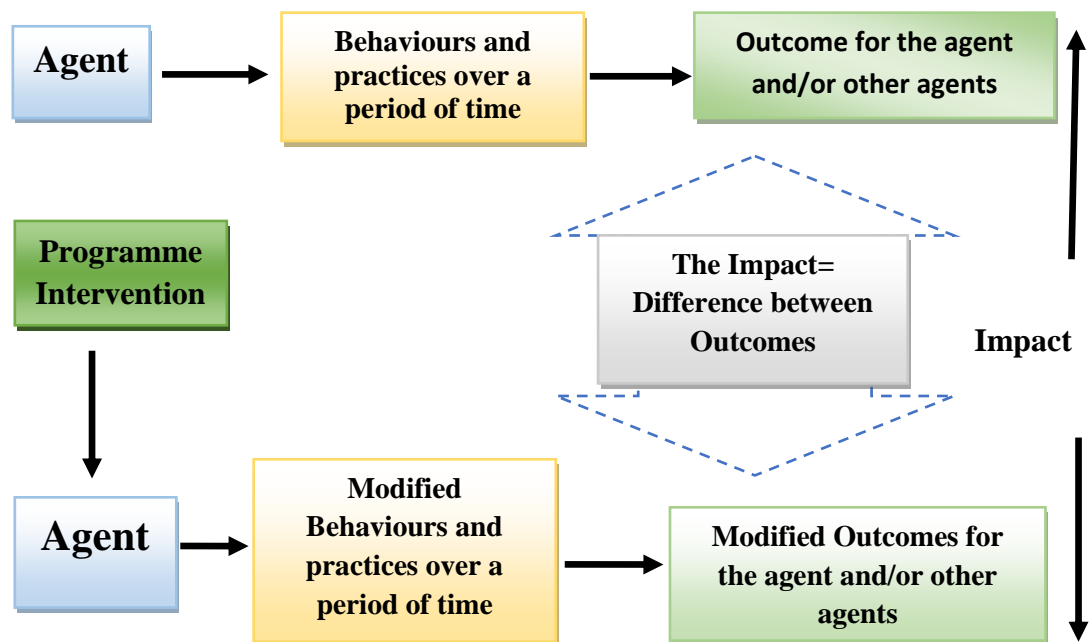 Agent
Behaviours and
practices over a
period of time
Outcome for the agent
and/or other agents
Programme
Intervention
The Impact=
Difference between
Outcomes
Impact
Agent
Modified
Behaviours and
practices over a
period of time
Modified Outcomes for
the agent and/or other
agents